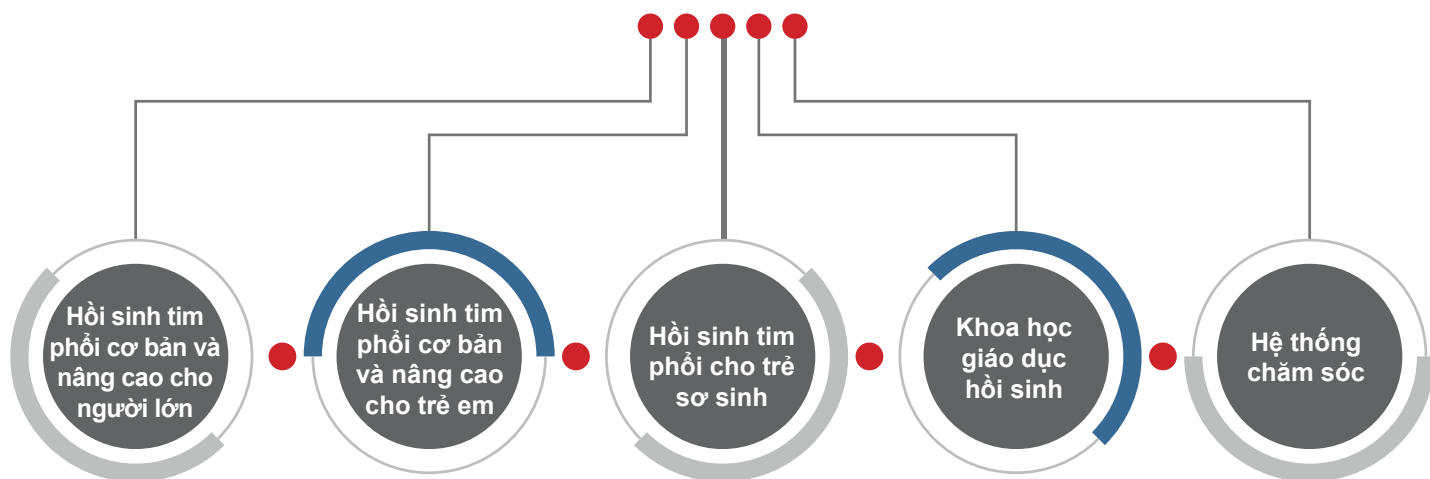 Hồi sinh tim
phổi cơ bản và
nâng cao cho
người lớn
Hồi sinh tim
phổi cơ bản
và nâng cao
cho trẻ em
Hồi sinh tim
phổi cho trẻ
sơ sinh
Khoa học
giáo dục
hồi sinh
Hệ thống
chăm sóc